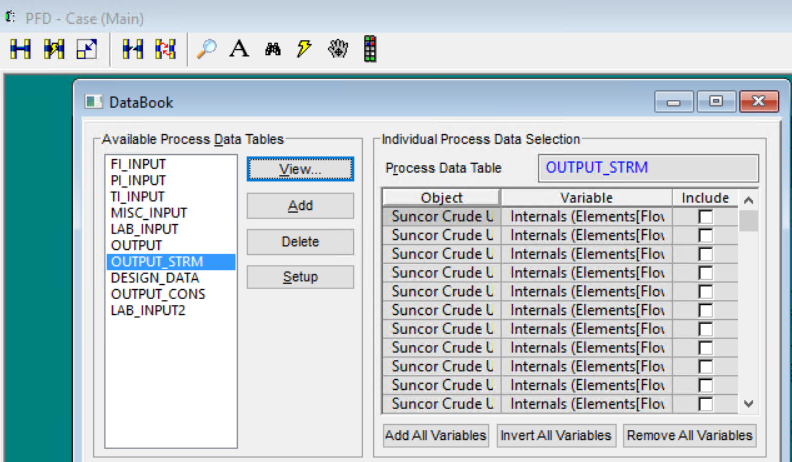 PFD - Case (Main)
A
DataBook
Available Process Data Tables
FI_INPUT
PI_INPUT
TI_INPUT
MISC_INPUT
LAB_INPUT
OUTPUT
OUTPUT_STRM
DESIGN_DATA
OUTPUT_CONS
LAB_INPUT2
View...
Add
Delete
Setup
Individual Process Data Selection
Process Data Table OUTPUT_STRM
Object Variable Include
Suncor Crude U Internals (Elements[Flov
Suncor Crude U Internals (Elements[Flov
Suncor Crude U Internals (Elements[Flov
Suncor Crude U Internals (Elements[Flov
Suncor Crude U Internals (Elements[Flov
Suncor Crude U Internals (Elements[Flov
Suncor Crude U Internals (Elements[Flov
Suncor Crude U Internals (Elements[Flov
Suncor Crude U Internals (Elements[Flov
Suncor Crude U Internals (Elements[Flov
Suncor Crude U Internals (Elements[Flov
Add All Variables Invert All Variables Remove All Variables